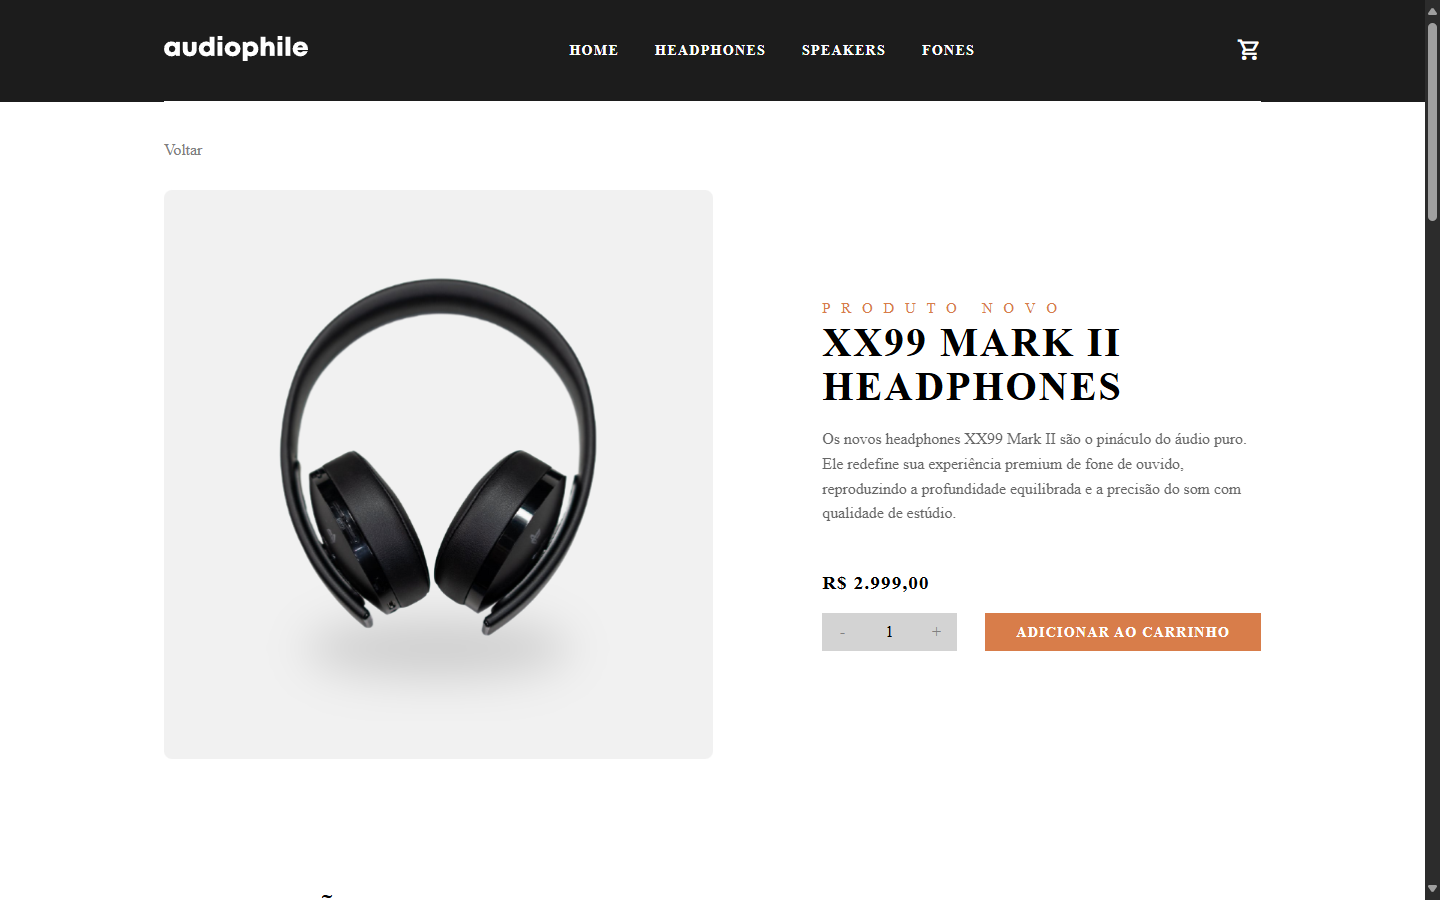 audiophile
HOME HEADPHONES SPEAKERS FONES
Voltar
PRODUTO NOVO
XX99 MARK II
HEADPHONES
Os novos headphones XX99 Mark II são o pináculo do áudio puro.
Ele redefine sua experiência premium de fone de ouvido,
reproduzindo a profundidade equilibrada e a precisão do som com
qualidade de estúdio.
R$ 2.999,00
- 1 +
ADICIONAR AO CARRINHO